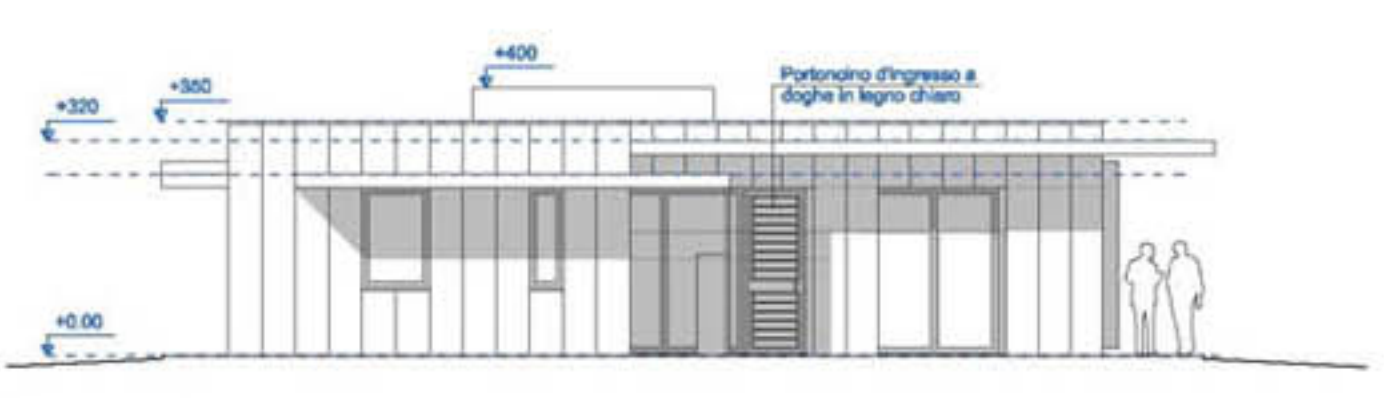 +400
+350
+320
Portoncino d'ingresso a
doghe in legno chiaro
+0.00